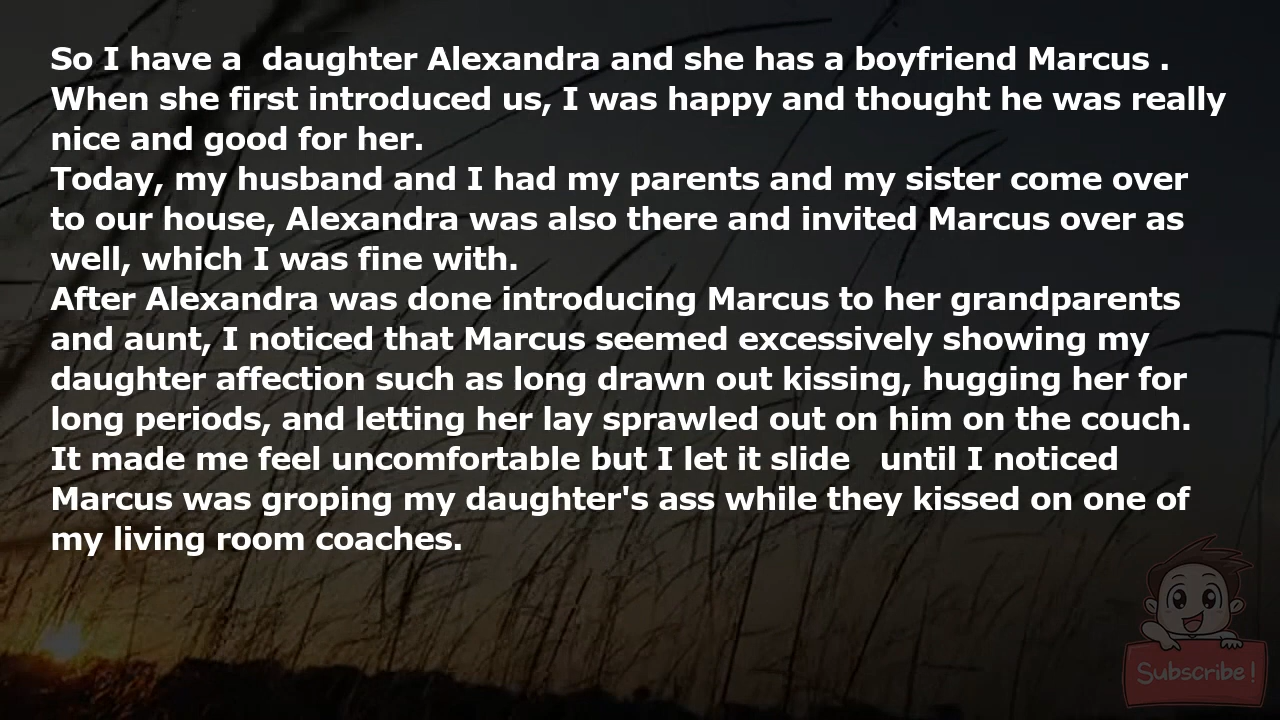 So I have a  daughter Alexandra and she has a boyfriend Marcus .
When she first introduced us, I was happy and thought he was really
nice and good for her.
Today, my husband and I had my parents and my sister come over
to our house, Alexandra was also there and invited Marcus over as
well, which I was fine with.
After Alexandra was done introducing Marcus to her grandparents
and aunt, I noticed that Marcus seemed excessively showing my
daughter affection such as long drawn out kissing, hugging her for
long periods, and letting her lay sprawled out on him on the couch.
It made me feel uncomfortable but I let it slide   until I noticed
Marcus was groping my daughter's ass while they kissed on one of
my living room coaches.
Subscribe!